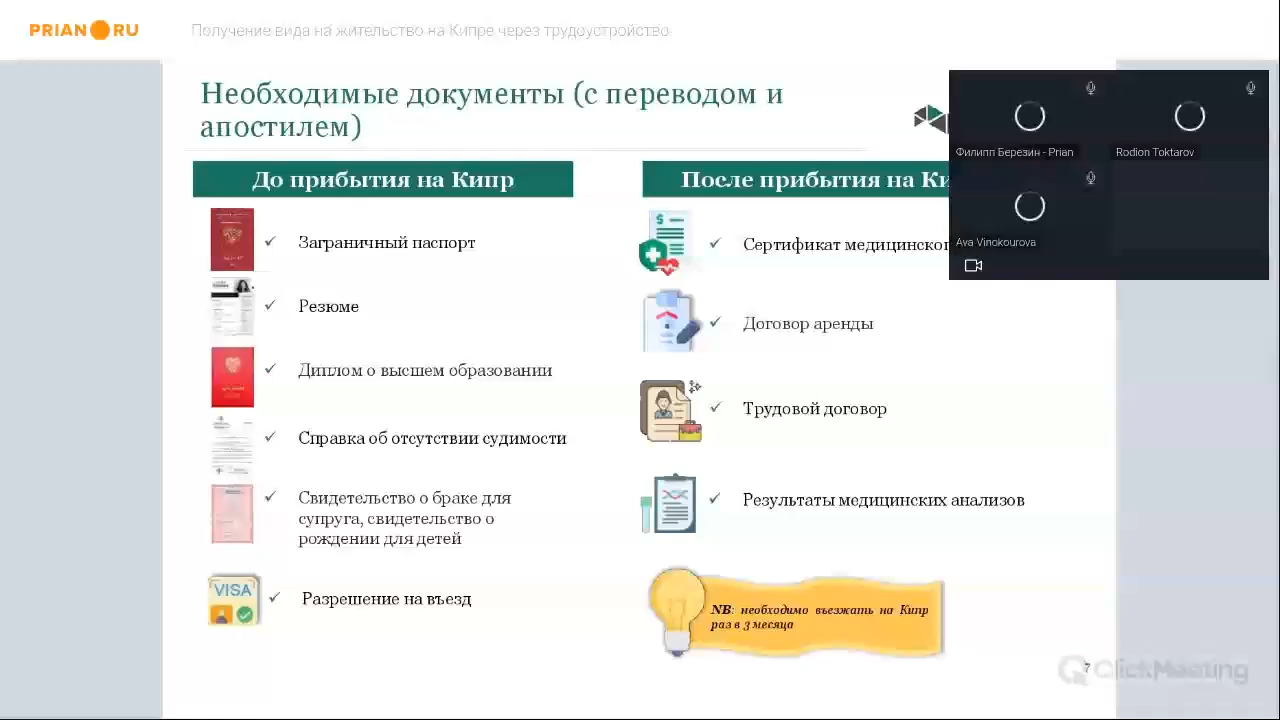 PRIAN.RU
Получение вида на жительство на Кипре через трудоустройство
Необходимые документы (с переводом и
апостилем)
Филипп Березин - Prian
Rodion Toktarov
Ava Vinokourova
До прибытия на Кипр
После прибытия на Ки
Заграничный паспорт
Сертификат медицинског
Резюме
Договор аренды
Диплом о высшем образовании
Трудовой договор
Справка об отсутствии судимости
Свидетельство о браке для
супруга, свидетельство о
рождении для детей
Результаты медицинских анализов
VISA
Разрешение на въезд
NB: необходимо въезжать на Кипр
раз в 3 месяца
7
ClickMeeting